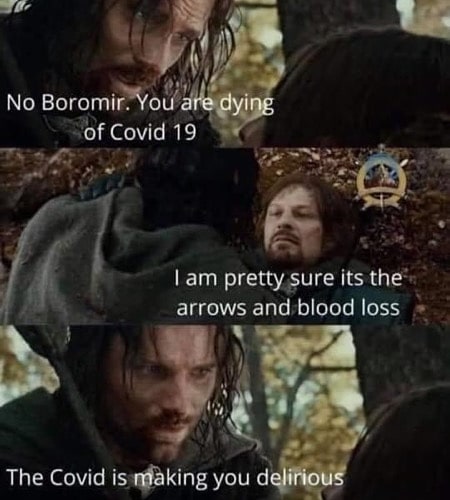 No Boromir. You are dying
of Covid 19
I am pretty sure its the
arrows and blood loss
The Covid is making you delirious